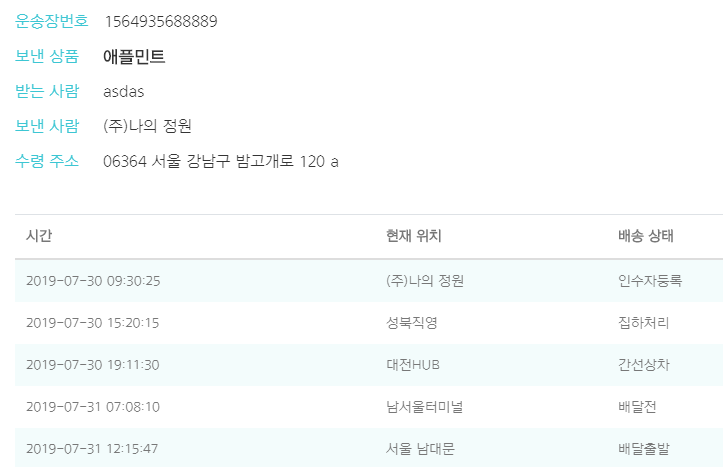 운송장번호 1564935688889
보낸 상품 애플민트
받는 사람 asdas
보낸 사람 (주)나의 정원
수령 주소 06364 서울 강남구 밤고개로 120 a
시간 현재 위치 배송 상태
2019-07-30 09:30:25 (주)나의 정원 인수자등록
2019-07-30 15:20:15 성북직영 집하처리
2019-07-30 19:11:30 대전HUB 간선상차
2019-07-31 07:08:10 남서울터미널 배달전
2019-07-31 12:15:47 서울 남대문 배달출발